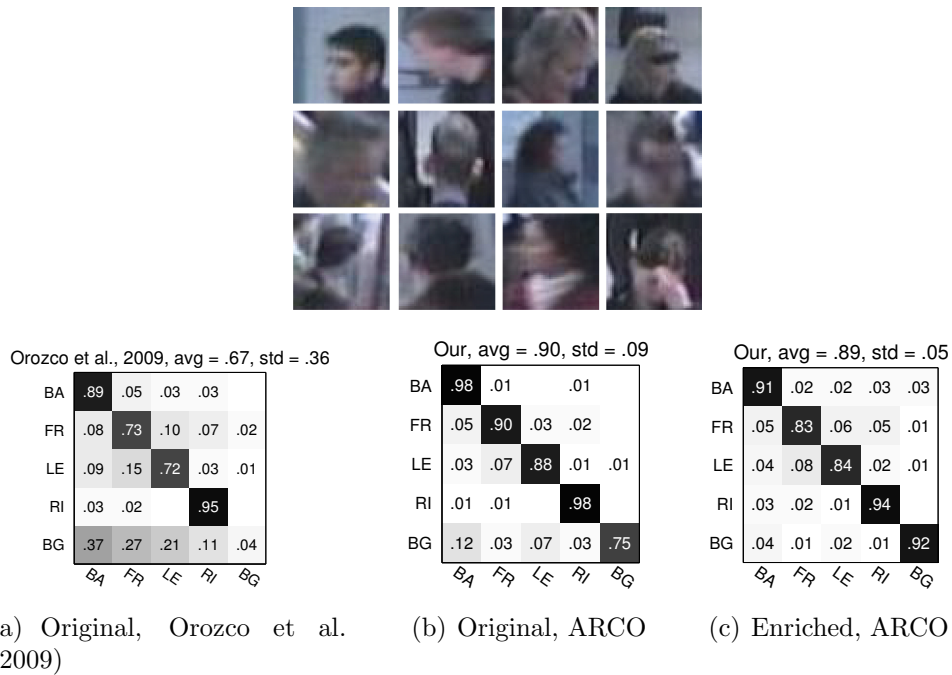 Orozco et al., 2009, avg = .67, std = .36
BA .89 .05 .03 .03
FR .08 .73 .10 .07 .02
LE .09 .15 .72 .03 .01
RI .03 .02 .95
BG .37 .27 .21 .11 .04
BA FR LE RI BG
a) Original, Orozco et al.
2009)
Our, avg = .90, std = .09
BA .98 .01 .01
FR .05 .90 .03 .02
LE .03 .07 .88 .01 .01
RI .01 .01 .98
BG .12 .03 .07 .03 .75
BA FR LE RI BG
(b) Original, ARCO
Our, avg = .89, std = .05
BA .91 .02 .02 .03 .03
FR .05 .83 .06 .05 .01
LE .04 .08 .84 .02 .01
RI .03 .02 .01 .94
BG .04 .01 .02 .01 .92
BA FR LE RI BG
(c) Enriched, ARCO